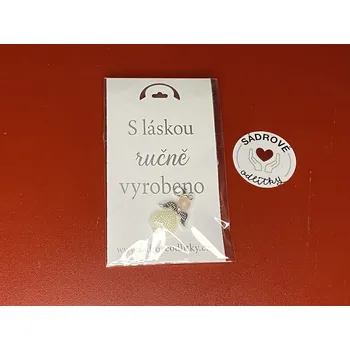 S láskou
ručně
vyrobeno
SÁDROVÉ
odlitky